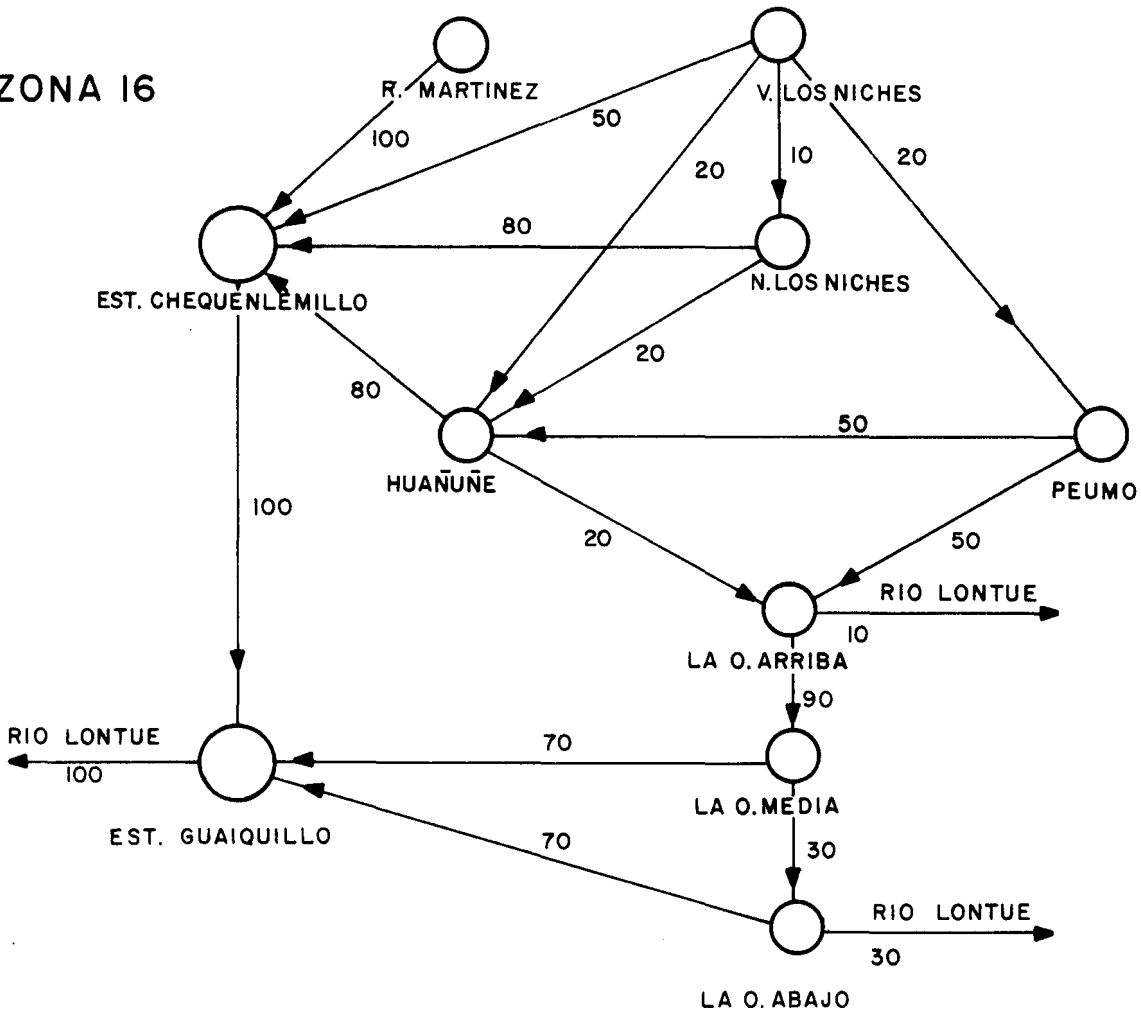 ZONA 16
R. MARTINEZ
V. LOS NICHES
100
50
20
10
20
80
EST. CHEQUENLEMILLO
N. LOS NICHES
20
80
50
HUAÑUÑE
PEUMO
100
20
50
RIO LONTUE
10
LA O. ARRIBA
90
RIO LONTUE
100
70
LA O. MEDIA
EST. GUAIQUILLO
70
30
RIO LONTUE
30
LA O. ABAJO